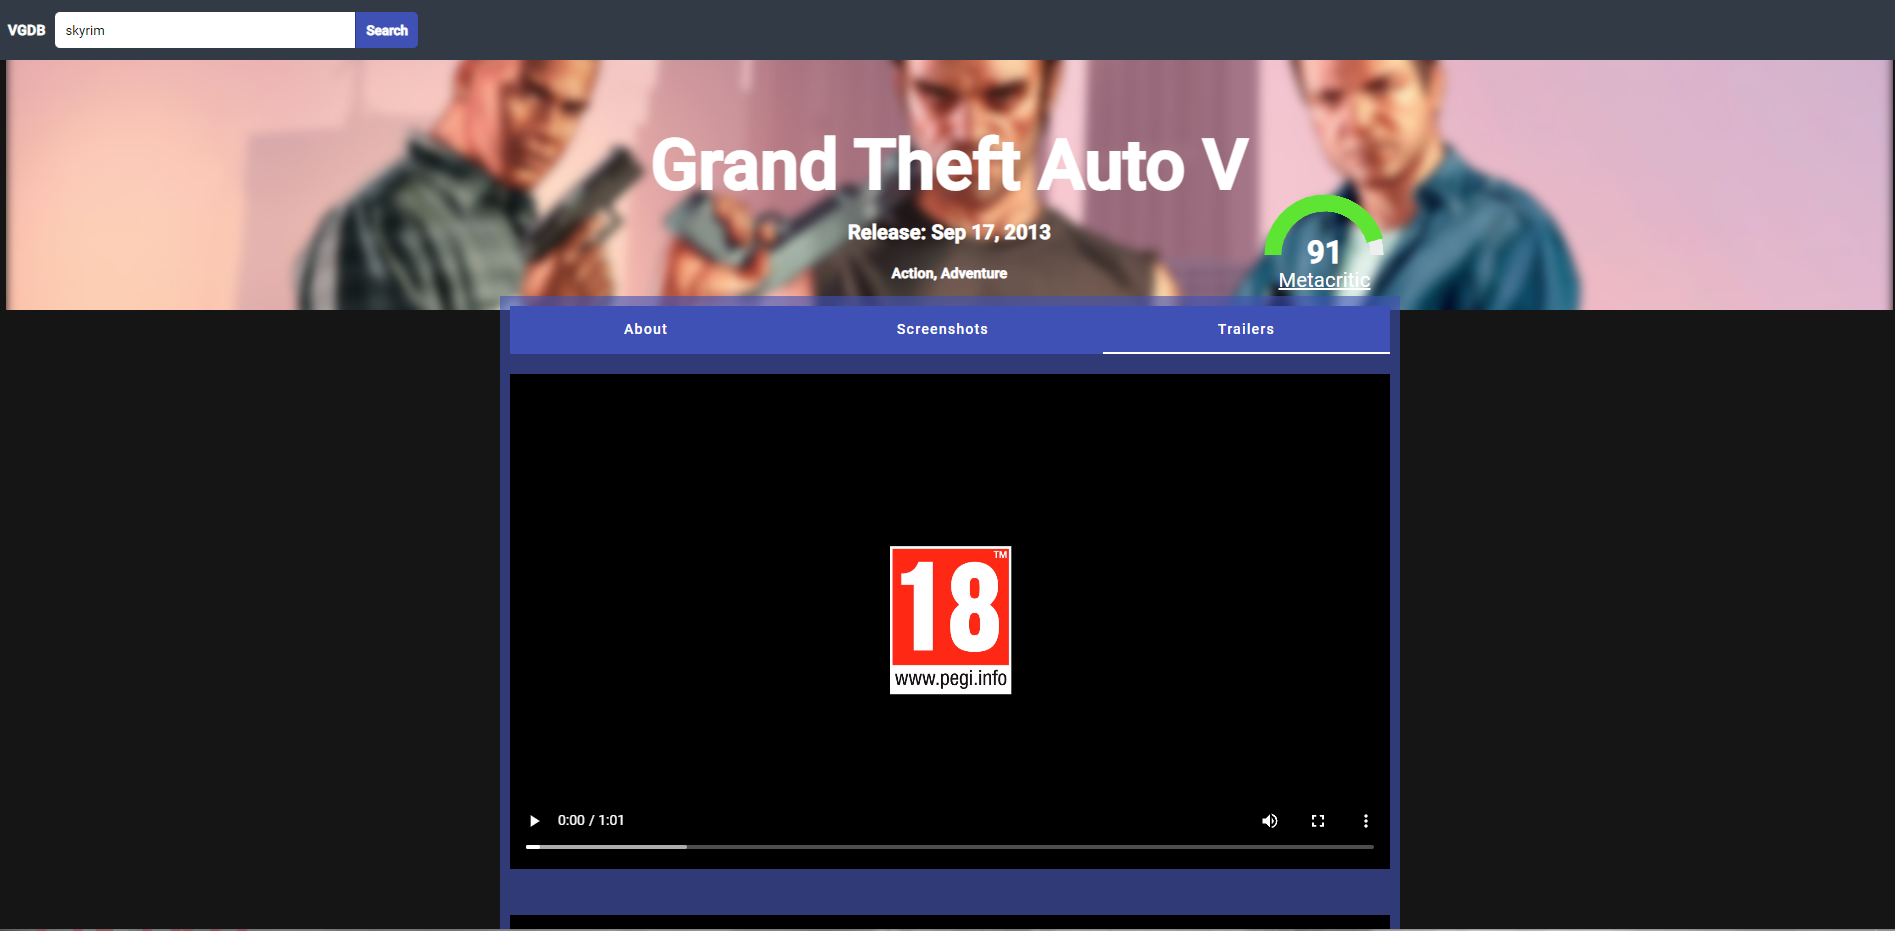 VGDB
skyrim
Search
Grand Theft Auto V
Release: Sep 17, 2013
Action, Adventure
91
Metacritic
About
Screenshots
Trailers
18
TM
www.pegi.info
0:00 / 1:01